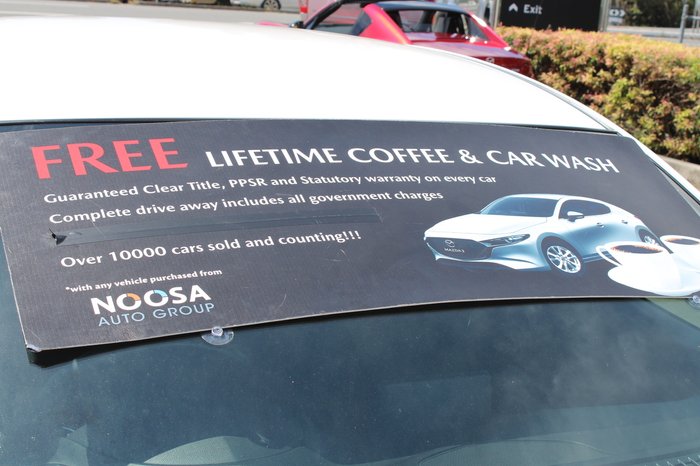 Exit
FREE LIFETIME COFFEE & CAR WASH
Guaranteed Clear Title, PPSR and Statutory warranty on every car
Complete drive away includes all government charges
Over 10000 cars sold and counting!!!
*with any vehicle purchased from
NOOSA
AUTO GROUP
MAZDA3